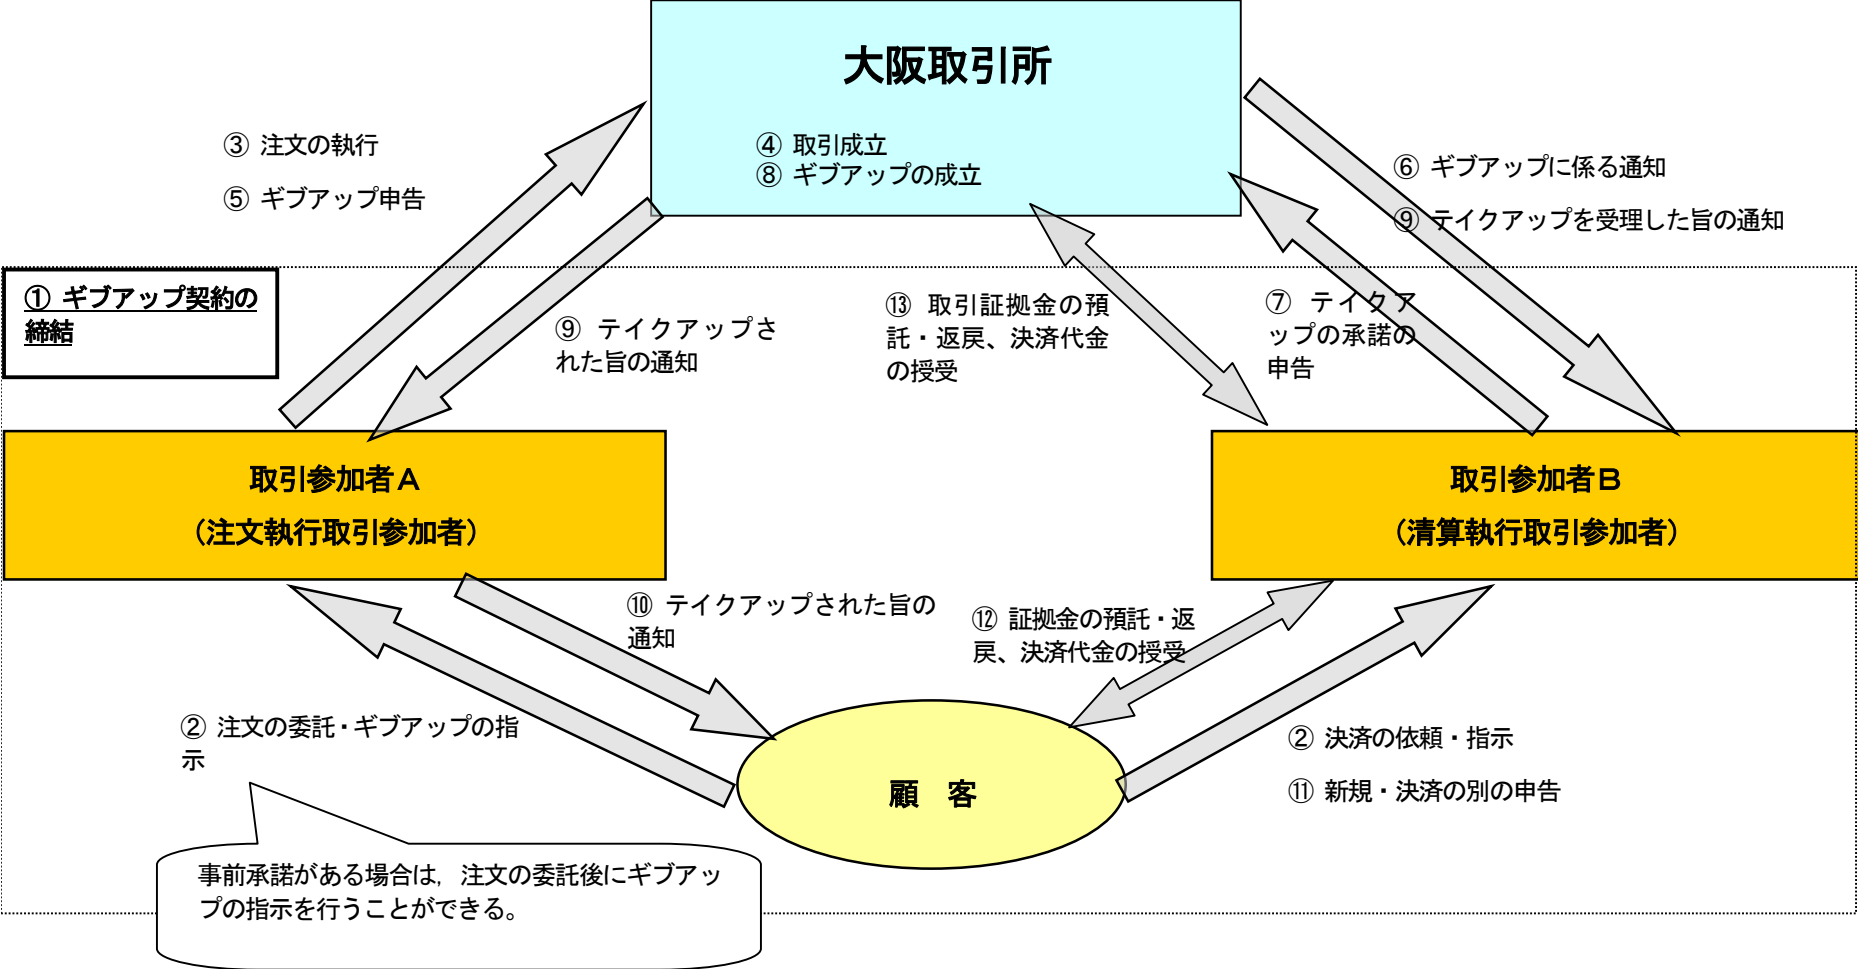 大阪取引所
④ 取引成立
⑧ ギブアップの成立
③ 注文の執行
⑤ ギブアップ申告
⑥ ギブアップに係る通知
⑨ テイクアップを受理した旨の通知
① ギブアップ契約の
締結
⑨ テイクアップさ
れた旨の通知
⑬ 取引証拠金の預
託・返戻、決済代金
の授受
⑦ テイクア
ップの承諾の
申告
取引参加者A
(注文執行取引参加者)
取引参加者B
(清算執行取引参加者)
⑩ テイクアップされた旨の
通知
⑫ 証拠金の預託・返
戻、決済代金の授受
② 注文の委託・ギブアップの指
示
② 決済の依頼・指示
⑪ 新規・決済の別の申告
顧 客
事前承諾がある場合は, 注文の委託後にギブアッ
プの指示を行うことができる。